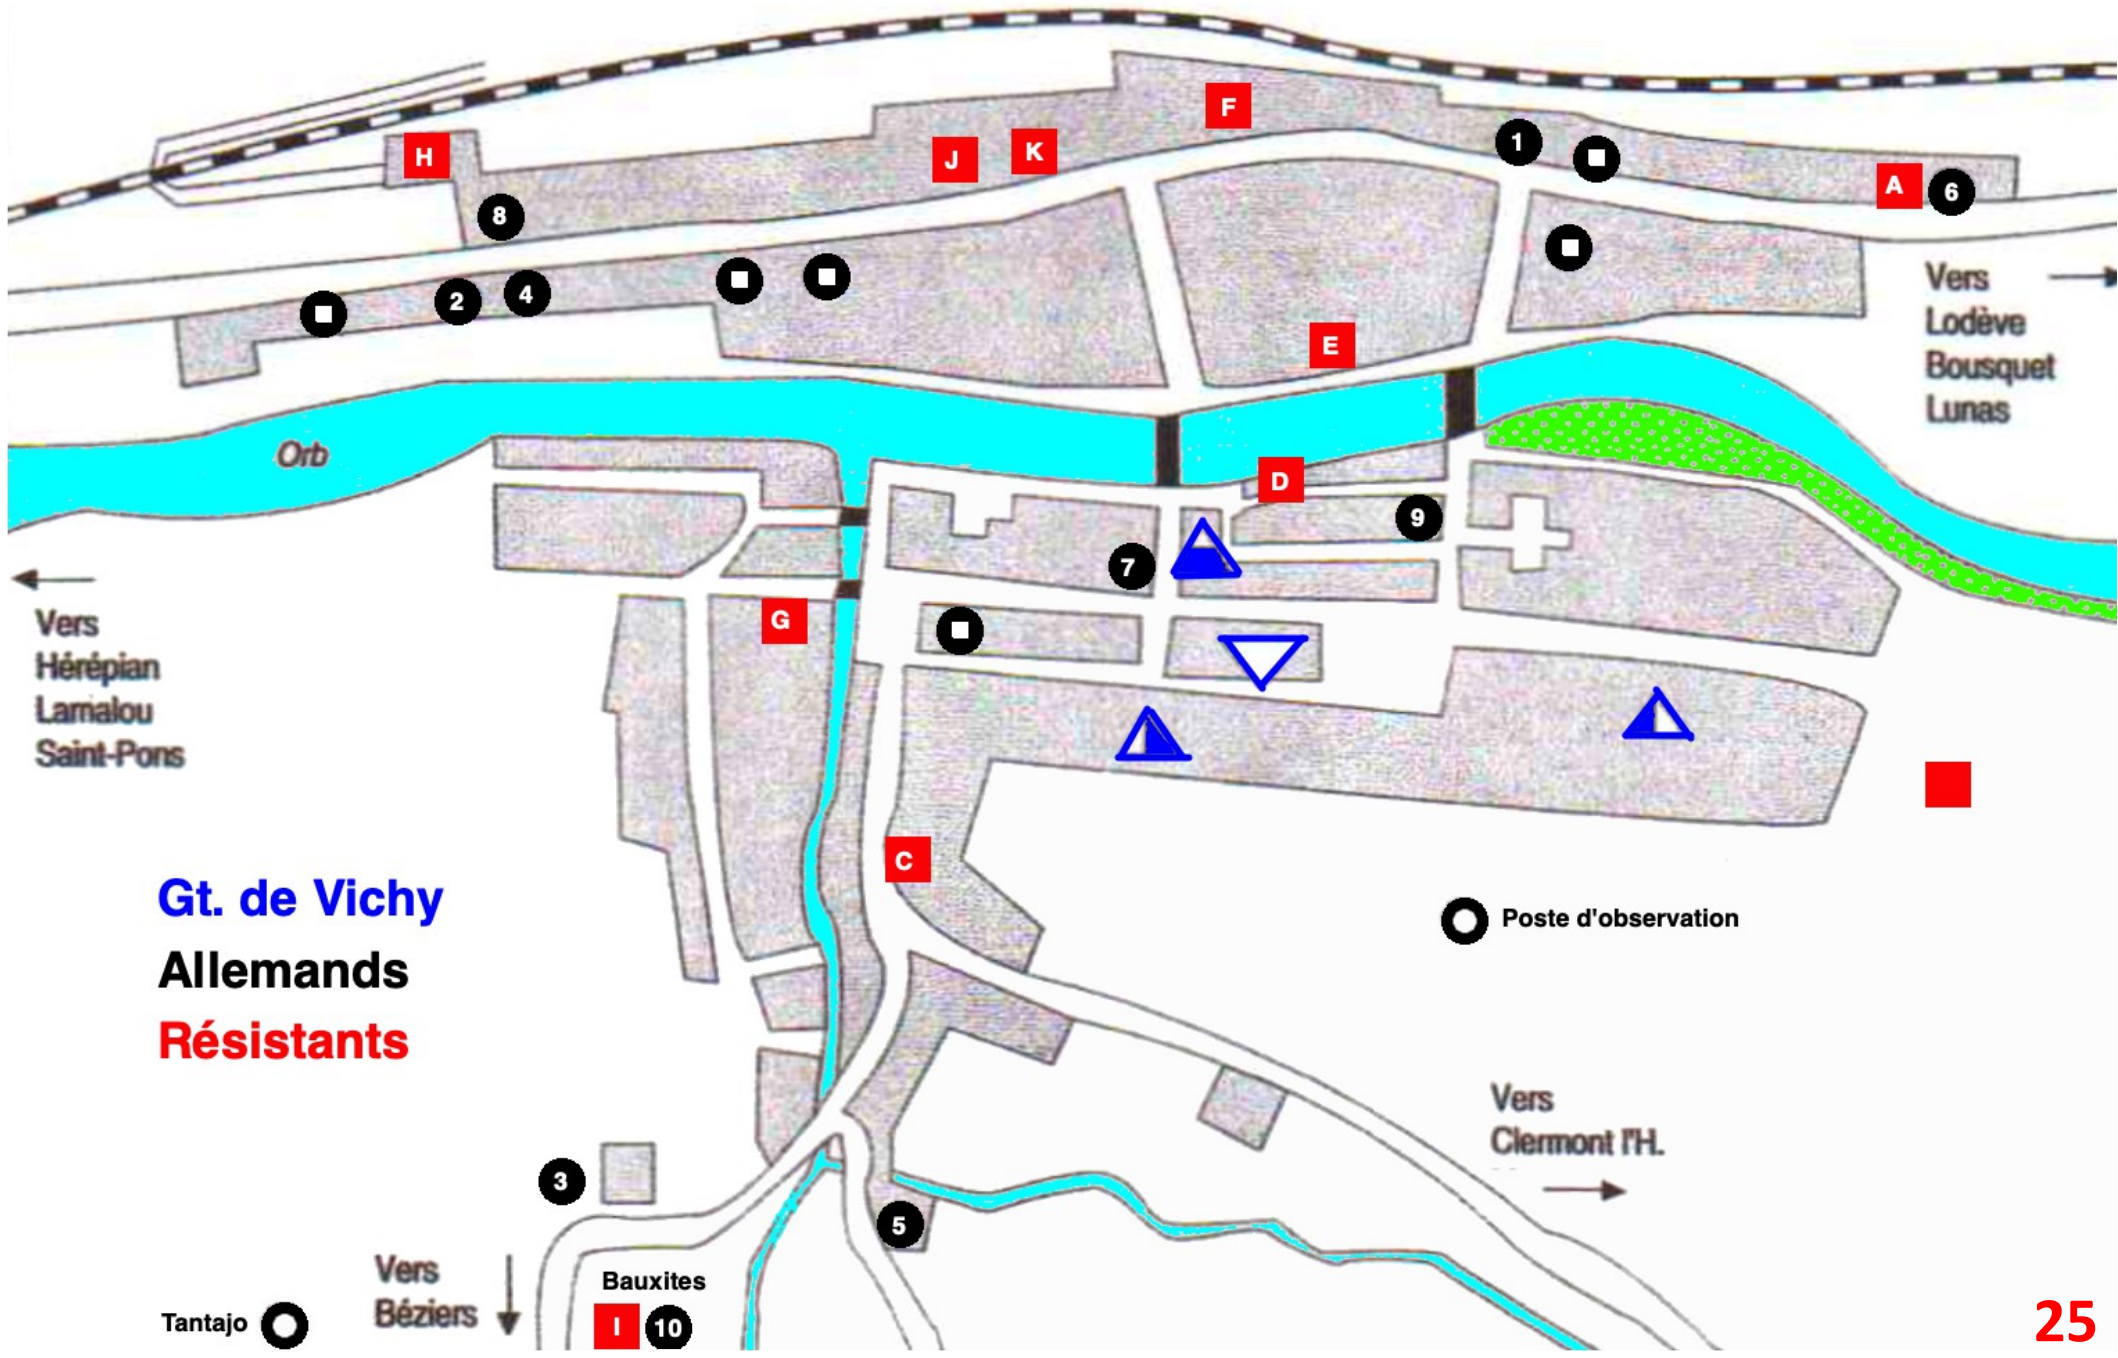 F
1
K
J
H
A
6
8
Vers
Lodève
Bousquet
Lunas
4
2
E
Orb
D
9
7
G
Vers
Hérépian
Lamalou
Saint-Pons
C
Gt. de Vichy
Allemands
Résistants
Poste d'observation
Vers
Clermont l'H.
3
5
Vers
Béziers
Bauxites
I
10
Tantajo
25